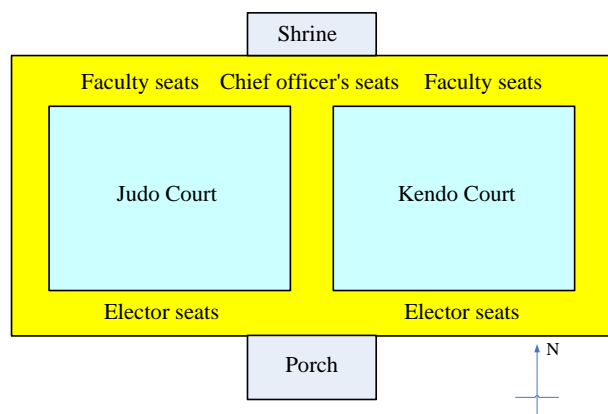 Shrine
Faculty seats Chief officer's seats Faculty seats
Judo Court Kendo Court
Elector seats Elector seats
Porch
N